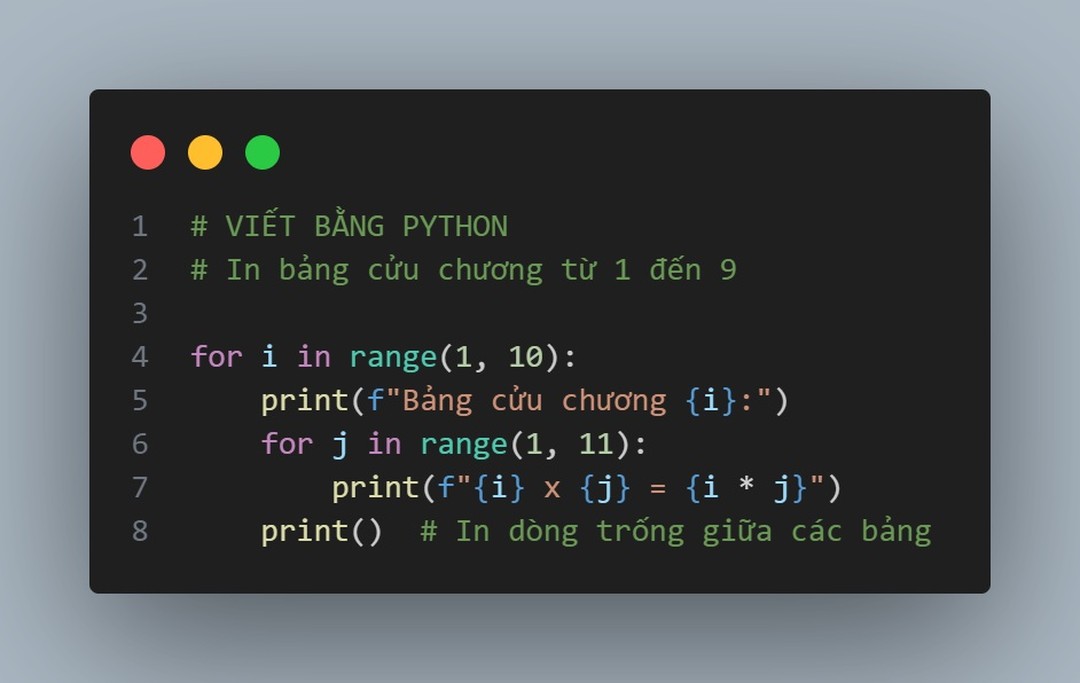 1 # VIẾT BẰNG PYTHON
2 # In bảng cửu chương từ 1 đến 9
3
4 for i in range(1, 10):
5     print(f"Bảng cửu chương {i}:")
6     for j in range(1, 11):
7         print(f"{i} x {j} = {i * j}")
8     print()  # In dòng trống giữa các bảng